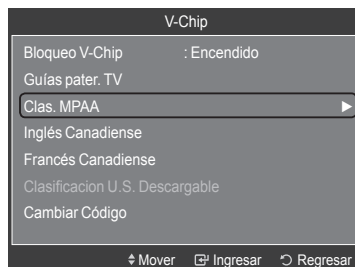 V-Chip
Bloqueo V-Chip : Encendido
Guías pater. TV
Clas. MPAA
Inglés Canadiense
Francés Canadiense
Clasificacion U.S. Descargable
Cambiar Código
Mover Ingresar Regresar